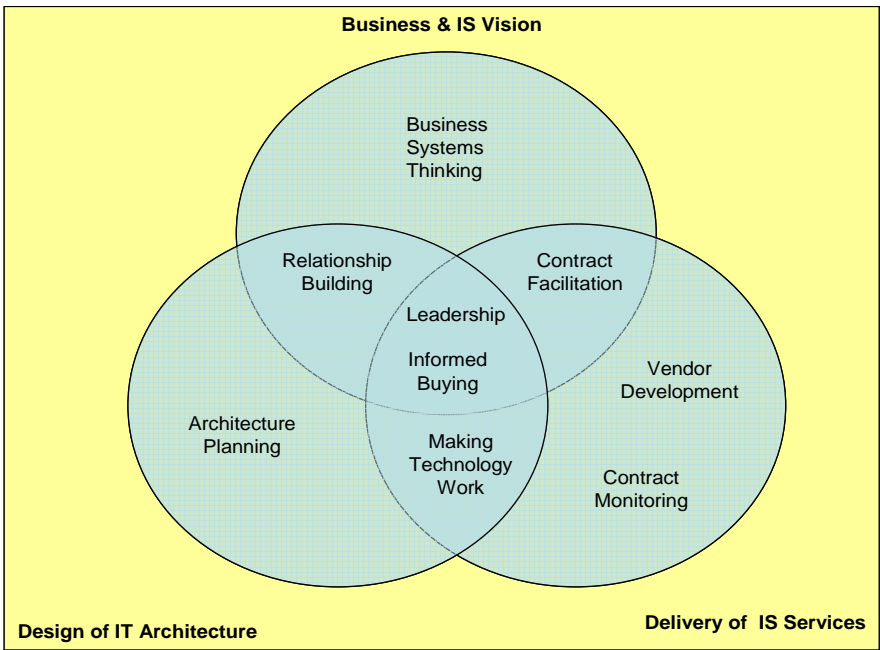 Business & IS Vision
Business
Systems
Thinking
Relationship
Building
Contract
Facilitation
Leadership
Informed
Buying
Vendor
Development
Architecture
Planning
Making
Technology
Work
Contract
Monitoring
Design of IT Architecture
Delivery of IS Services